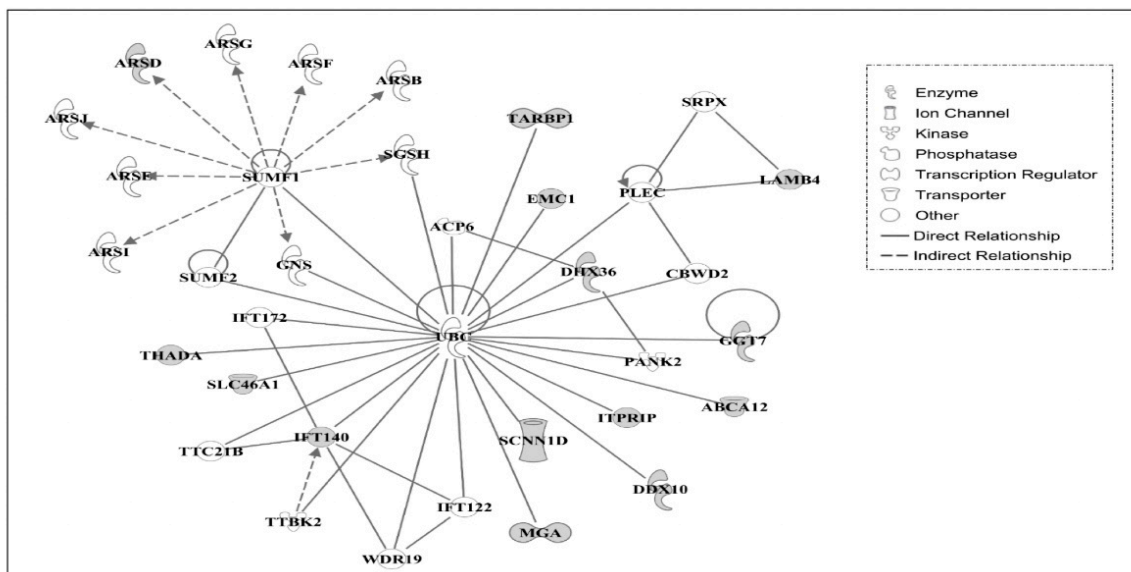 ARSG
ARSD
ARSF
ARSB
ARSJ
SRPX
TARBP1
SGSH
ARSE
SUMF1
LAMB4
PLEC
EMC1
ACP6
ARSI
GNS
DHX36
CBWD2
SUMF2
IFT172
UBC
THADA
PANK2
GGT7
SLC46A1
ABCA12
ITPRIP
IFT140
SCNN1D
TTC21B
DDX10
IFT122
TTBK2
MGA
WDR19
Enzyme
Ion Channel
Kinase
Phosphatase
Transcription Regulator
Transporter
Other
Direct Relationship
Indirect Relationship